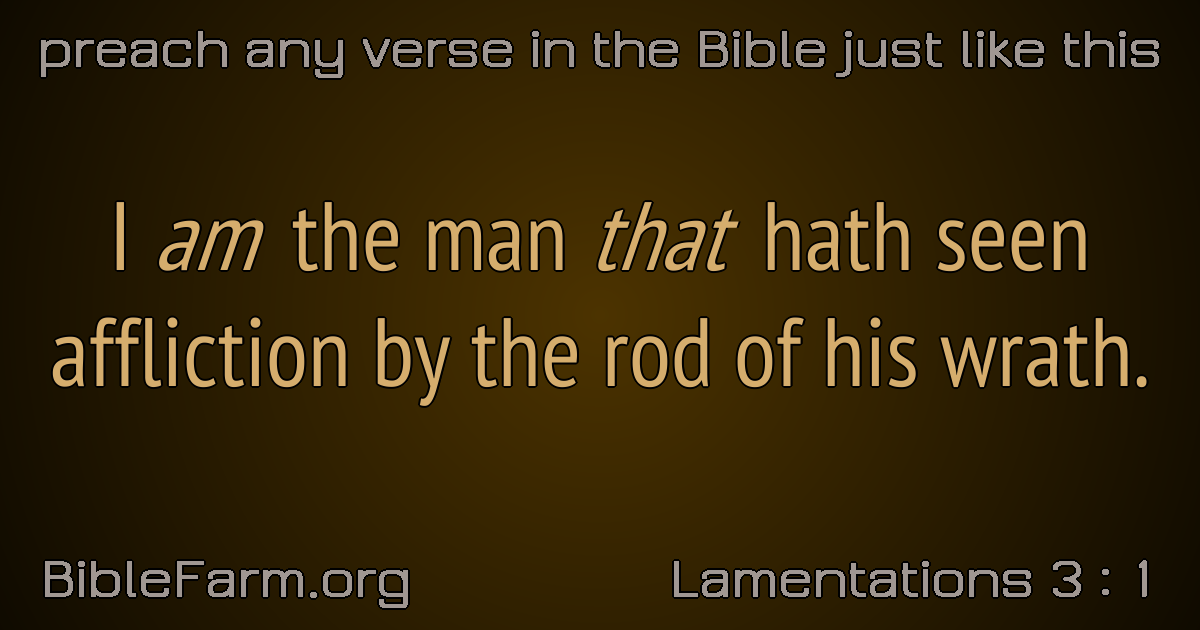 preach any verse in the Bible just like this
I am the man that hath seen
affliction by the rod of his wrath.
BibleFarm.org
Lamentations 3 : 1